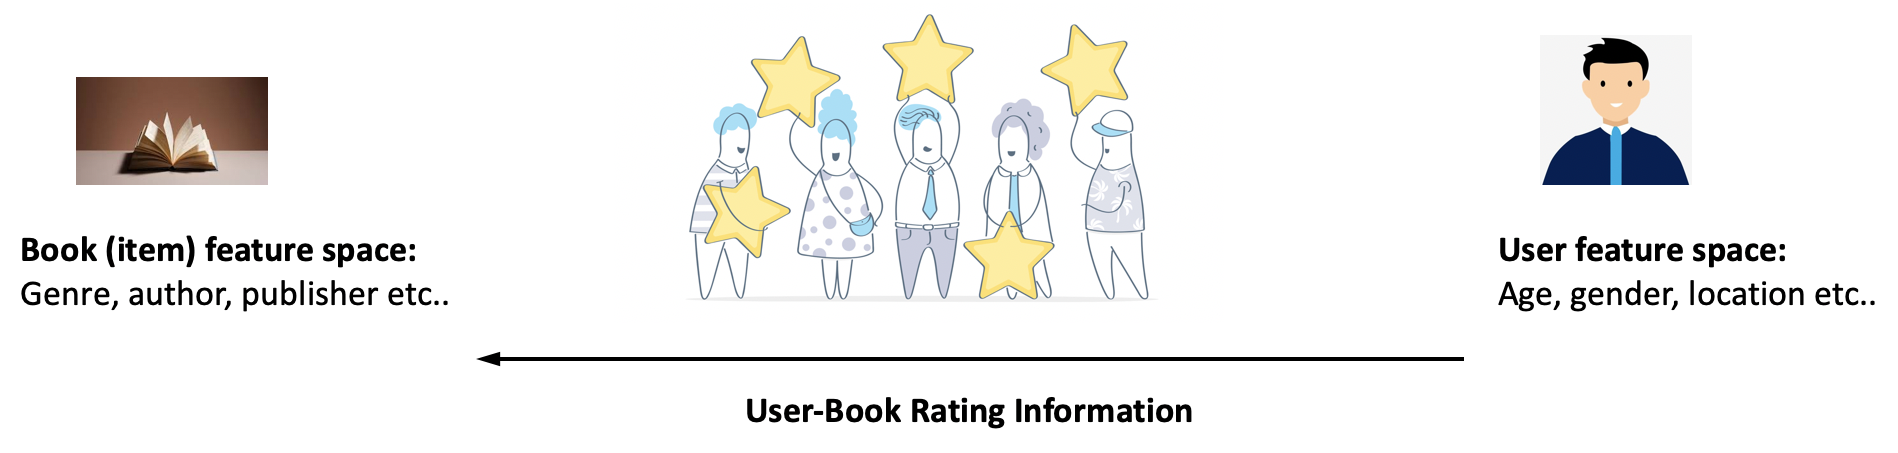 Book (item) feature space:
Genre, author, publisher etc..
User feature space:
Age, gender, location etc..
User-Book Rating Information